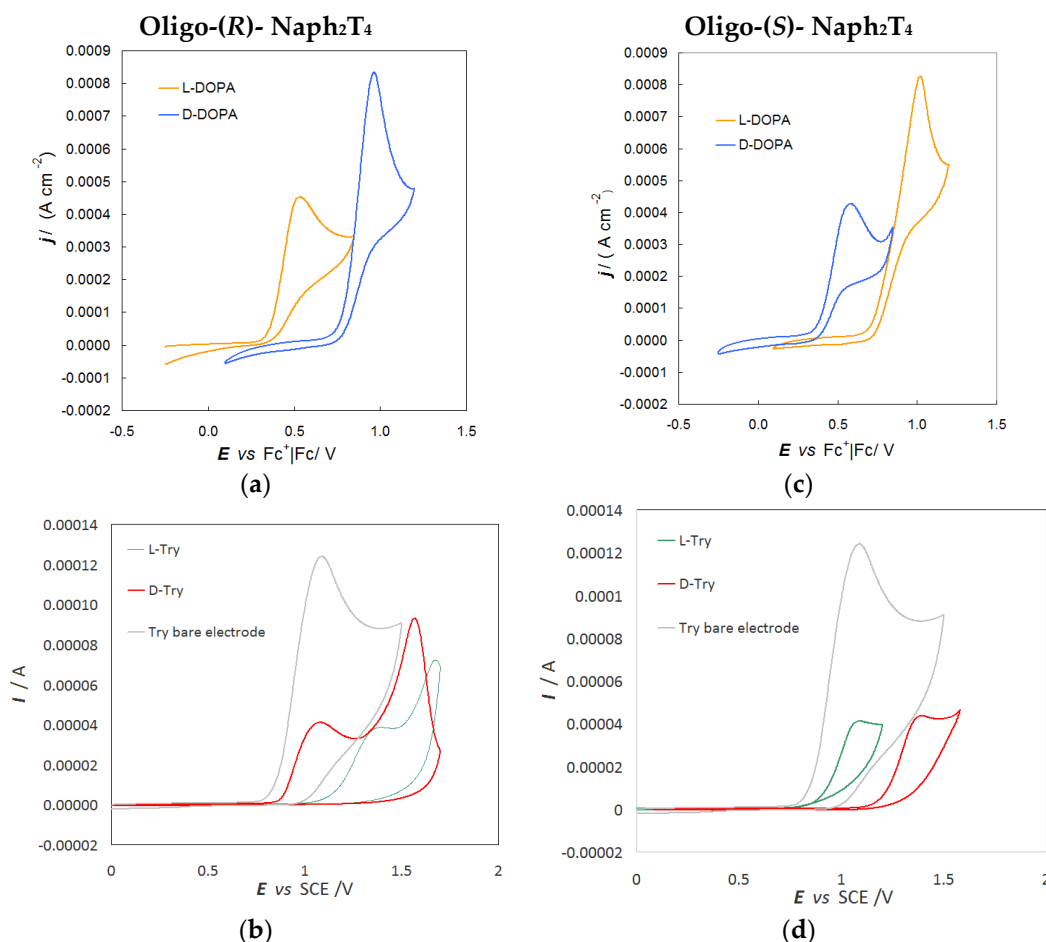 Oligo-(R)- Naph₂T₄
0.0009
0.0008
0.0007
0.0006
0.0005
0.0004
0.0003
0.0002
0.0001
0.0000
-0.0001
-0.0002
j / (A cm ⁻²)
L-DOPA
D-DOPA
-0.5
0.0
0.5
1.0
1.5
E vs Fc⁺|Fc/ V
(a)
Oligo-(S)- Naph₂T₄
0.0009
0.0008
0.0007
0.0006
0.0005
0.0004
0.0003
0.0002
0.0001
0.0000
-0.0001
-0.0002
j / ( A cm ⁻²)
L-DOPA
D-DOPA
-0.5
0.0
0.5
1.0
1.5
E vs Fc⁺|Fc/ V
(c)
0.00014
0.00012
0.00010
0.00008
0.00006
0.00004
0.00002
0.00000
-0.00002
I / A
L-Try
D-Try
Try bare electrode
0
0.5
1
1.5
2
E vs SCE /V
(b)
0.00014
0.00012
0.0001
0.00008
0.00006
0.00004
0.00002
0
-0.00002
I / A
L-Try
D-Try
Try bare electrode
0
0.5
1
1.5
2
E vs SCE /V
(d)